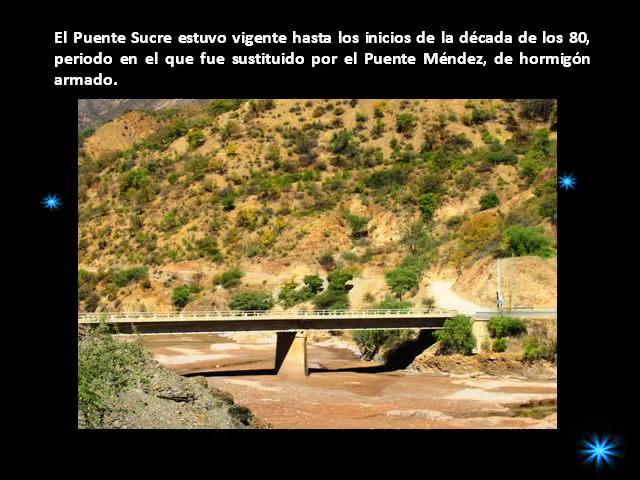 El Puente Sucre estuvo vigente hasta los inicios de la década de los 80,
periodo en el que fue sustituido por el Puente Méndez, de hormigón
armado.